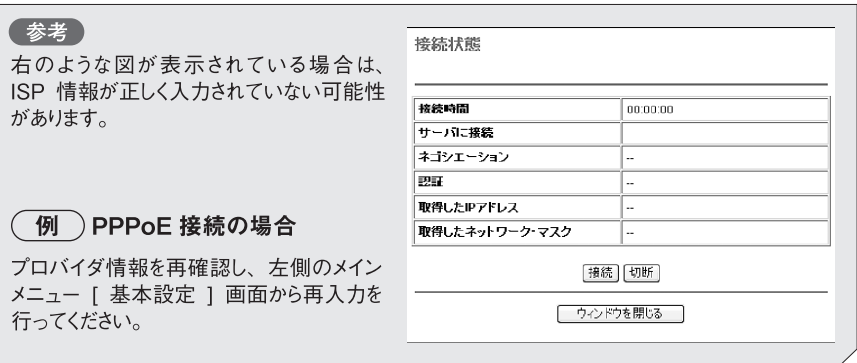 参考
右のような図が表示されている場合は、
ISP 情報が正しく入力されていない可能性
があります。
例 PPPoE 接続の場合
プロバイダ情報を再確認し、左側のメイン
メニュー [ 基本設定 ] 画面から再入力を
行ってください。
接続状態
接続時間 00:00:00
サーバに接続
ネゴシエーション --
認証 --
取得したIPアドレス --
取得したネットワーク・マスク --
接続 切断
ウィンドウを閉じる